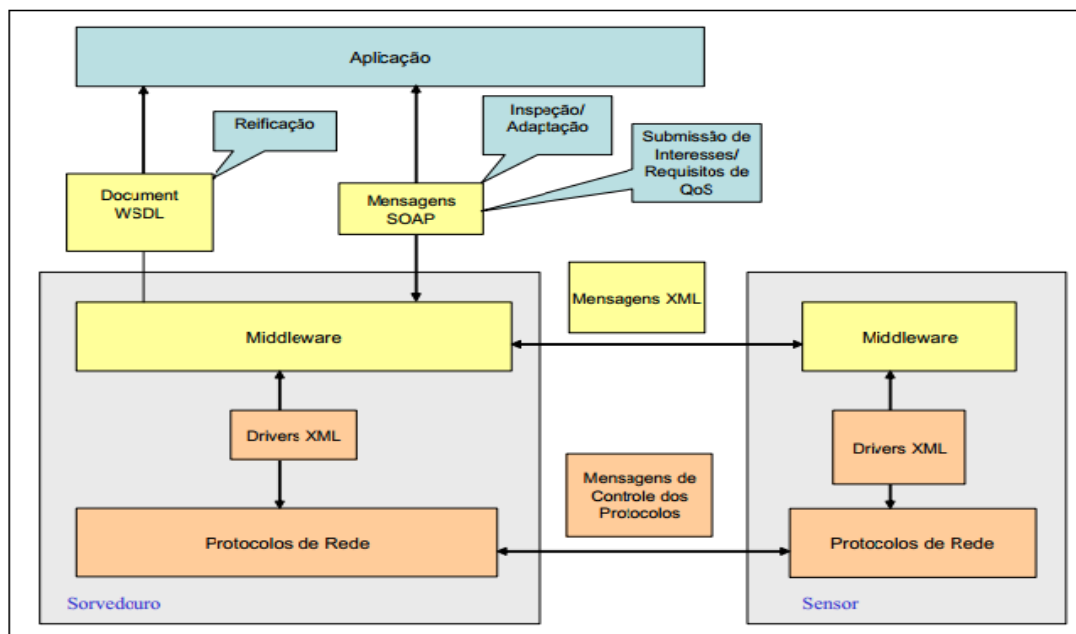 Aplicação
Reificação
Inspeção/
Adaptação
Submissão de
Interesses/
Requisitos de
QoS
Document
WSDL
Mensagens
SOAP
Mensagens XML
Middleware
Middleware
Drivers XML
Drivers XML
Mensagens de
Controle dos
Protocolos
Protocolos de Rede
Protocolos de Rede
Sorvedouro
Sensor